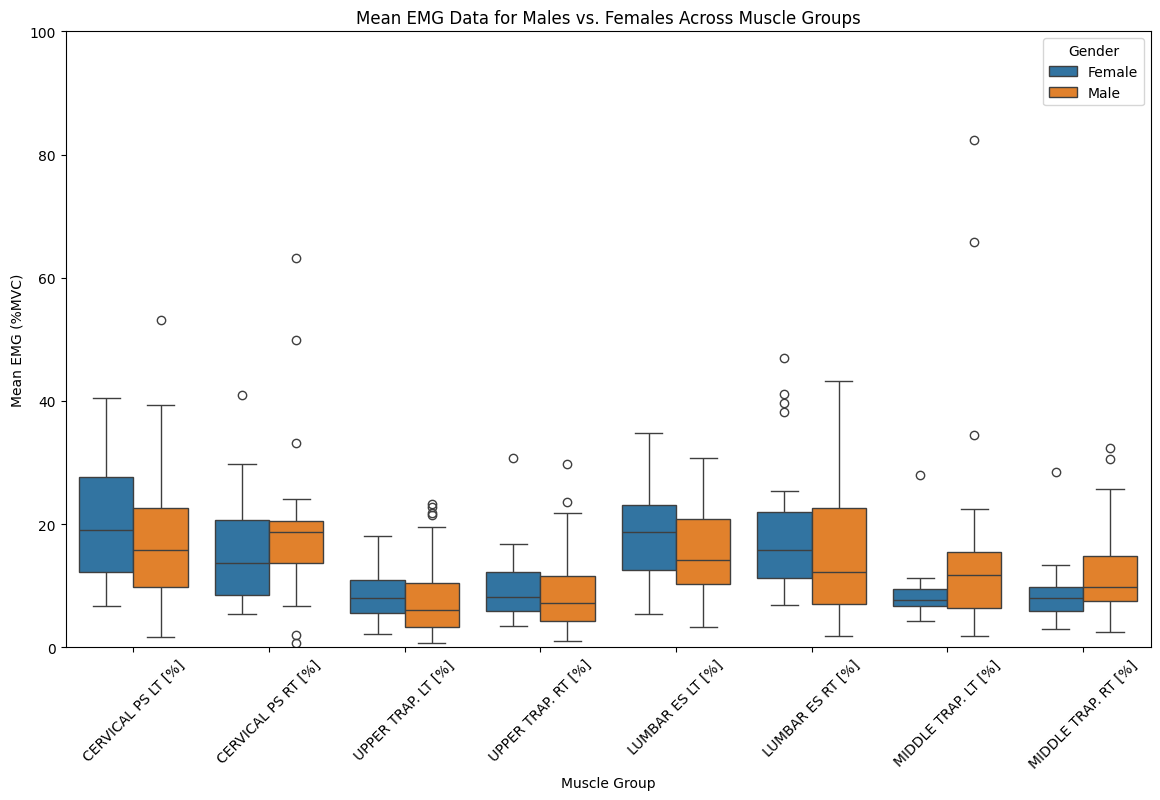 Mean EMG Data for Males vs. Females Across Muscle Groups
Gender
Female
Male
Mean EMG (%MVC)
100
80
60
40
20
0
CERVICAL PS LT [%]
CERVICAL PS RT [%]
UPPER TRAP. LT [%]
UPPER TRAP. RT [%]
LUMBAR ES LT [%]
LUMBAR ES RT [%]
MIDDLE TRAP. LT [%]
MIDDLE TRAP. RT [%]
Muscle Group